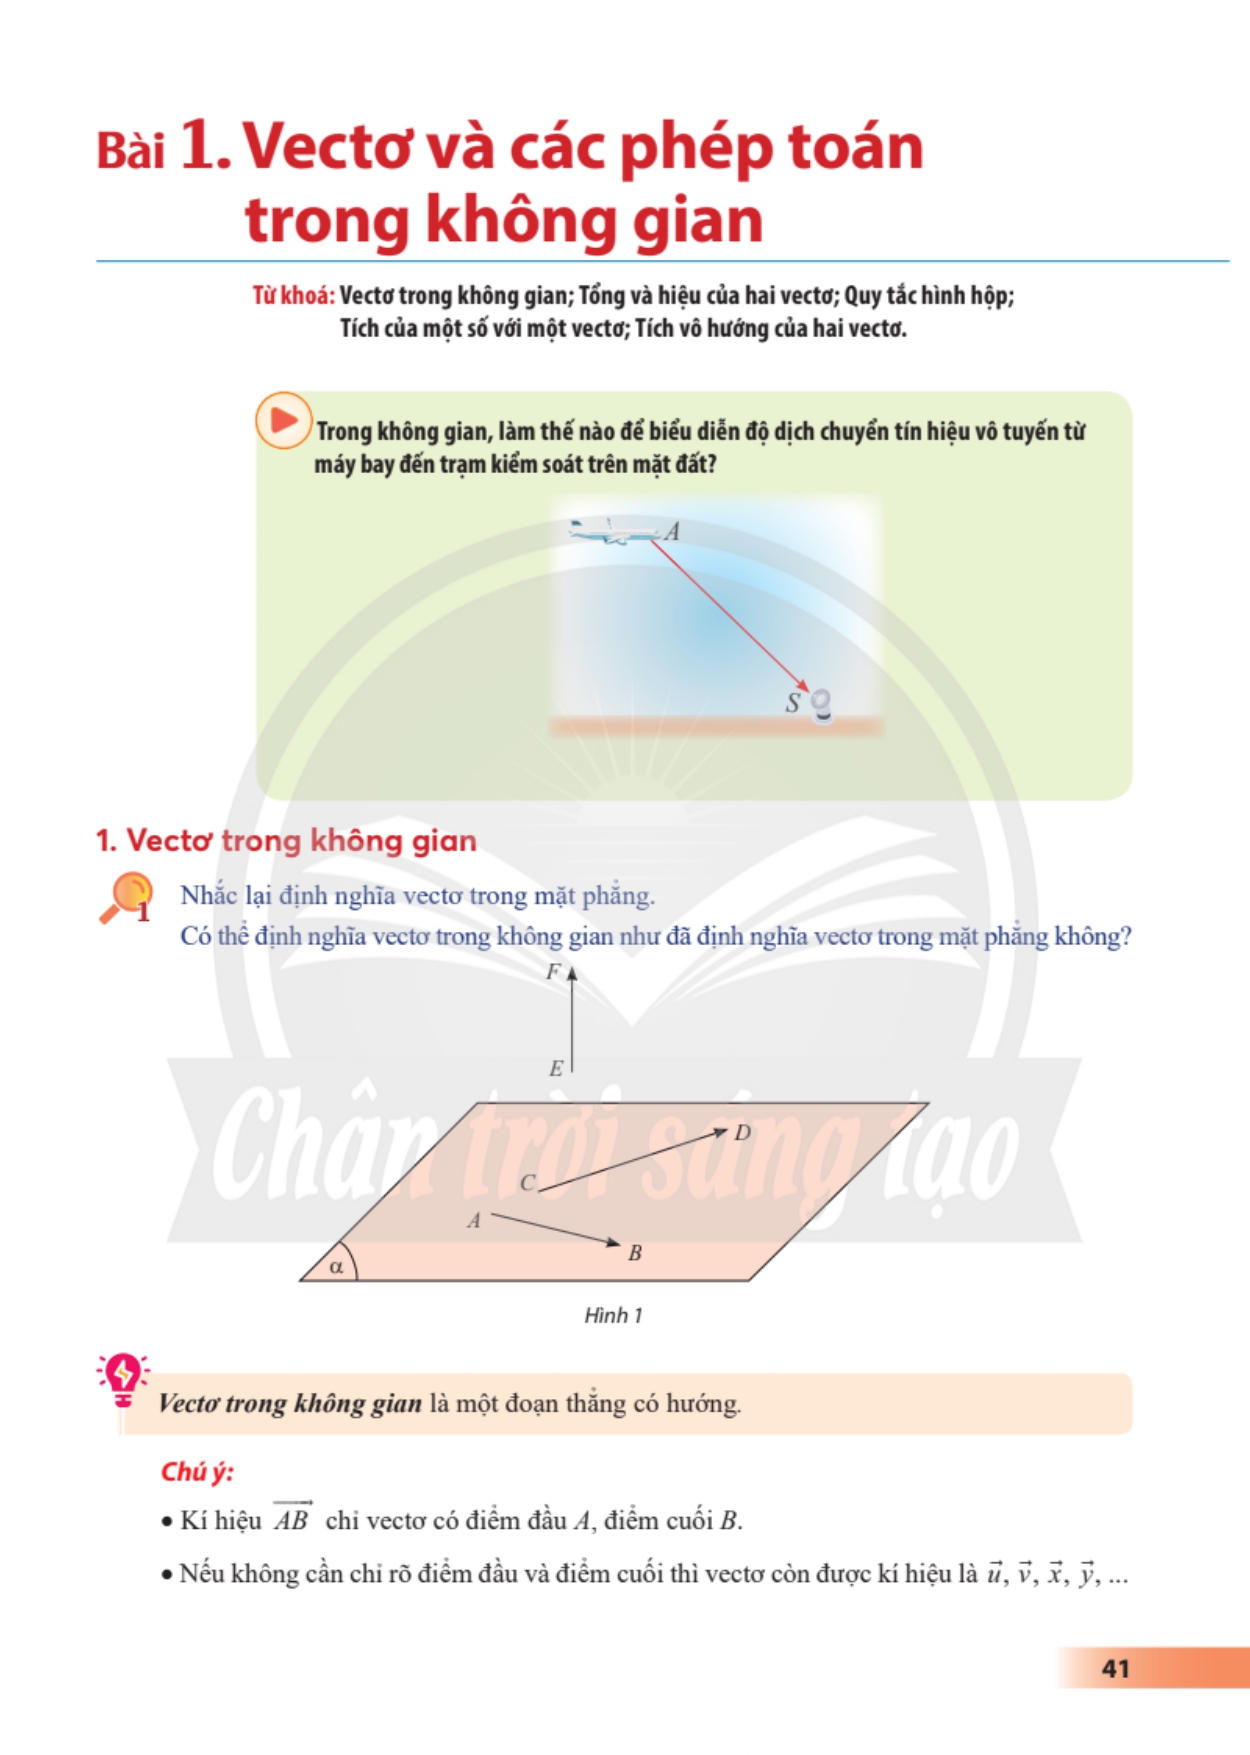 Bài 1. Vectơ và các phép toán
trong không gian
Từ khoá: Vectơ trong không gian; Tổng và hiệu của hai vectơ; Quy tắc hình hộp;
Tích của một số với một vectơ; Tích vô hướng của hai vectơ.
Trong không gian, làm thế nào để biểu diễn độ dịch chuyển tín hiệu vô tuyến từ
máy bay đến trạm kiểm soát trên mặt đất?
A
S
1. Vectơ trong không gian
1 Nhắc lại định nghĩa vectơ trong mặt phẳng.
Có thể định nghĩa vectơ trong không gian như đã định nghĩa vectơ trong mặt phẳng không?
F
E
Chân trời sáng tạo
D
C
A
B
α
Hình 1
Vectơ trong không gian là một đoạn thẳng có hướng.
Chú ý:
• Kí hiệu \overrightarrow{AB} chỉ vectơ có điểm đầu A, điểm cuối B.
• Nếu không cần chỉ rõ điểm đầu và điểm cuối thì vectơ còn được kí hiệu là \vec{u}, \vec{v}, \vec{x}, \vec{y}, ...
41